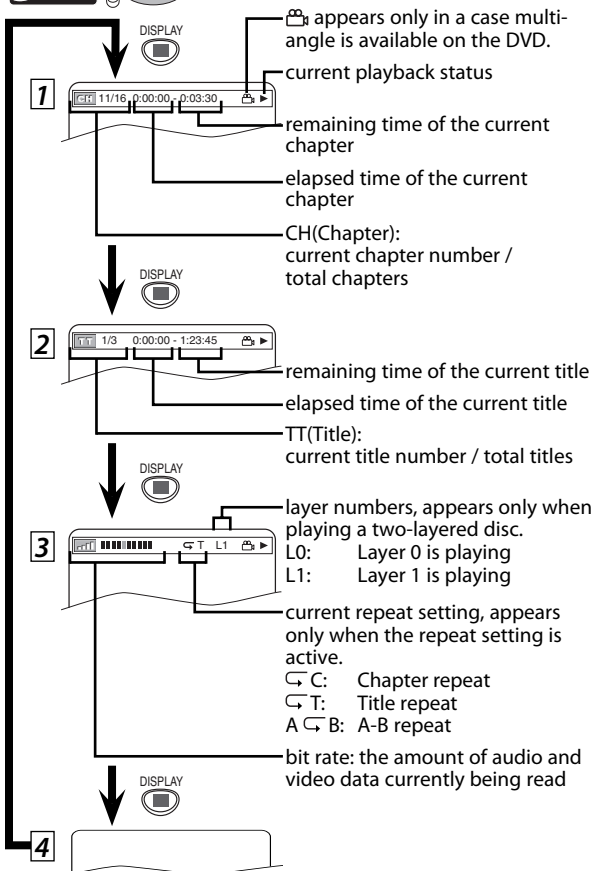 DISPLAY
appears only in a case multi-
angle is available on the DVD.
current playback status
1
CH 11/16 0:00:00 - 0:03:30
remaining time of the current
chapter
elapsed time of the current
chapter
CH(Chapter):
current chapter number /
total chapters
DISPLAY
2
TT 1/3 0:00:00 - 1:23:45
remaining time of the current title
elapsed time of the current title
TT(Title):
current title number / total titles
DISPLAY
layer numbers, appears only when
playing a two-layered disc.
L0: Layer 0 is playing
L1: Layer 1 is playing
3
T L1
current repeat setting, appears
only when the repeat setting is
active.
C: Chapter repeat
T: Title repeat
A B: A-B repeat
bit rate: the amount of audio and
video data currently being read
DISPLAY
4